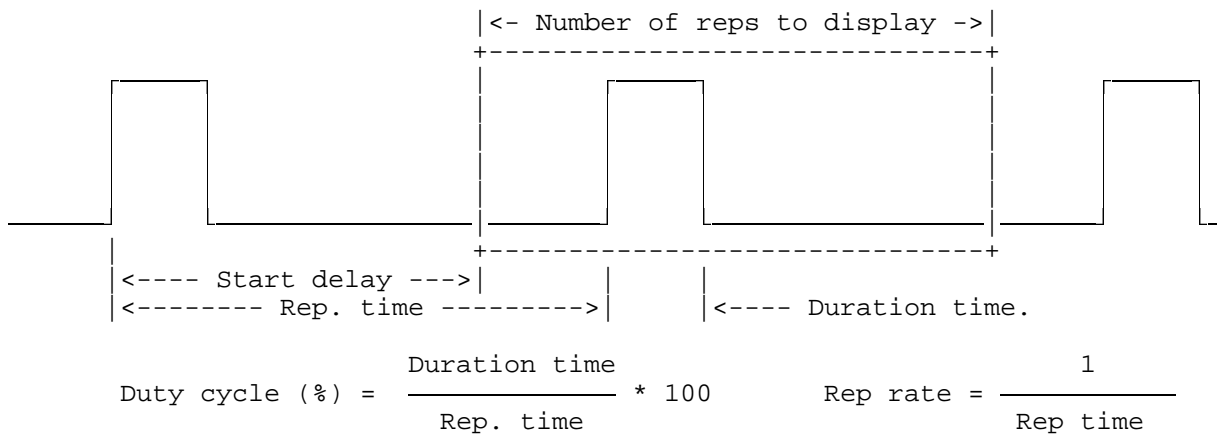 |<- Number of reps to display ->|
+-------------------------------+
+-------------------------------+
|<---- Start delay --->|
|<-------- Rep. time --------->|
|<---- Duration time.
Duration time
Duty cycle (%) = * 100
Rep. time
1
Rep rate =
Rep time